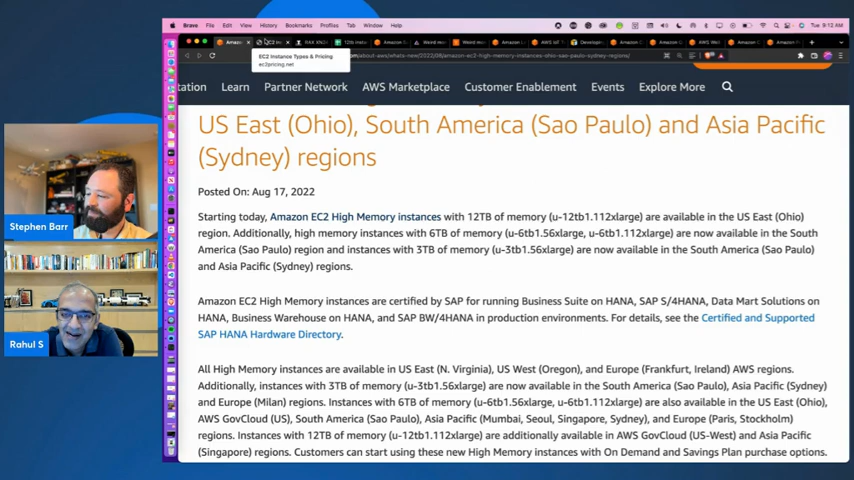 Brave File Edit View History Bookmarks Profiles Tab Window Help
9:12 AM
EC2 Instance Types & Pricing
ec2pricing.net
tation Learn Partner Network AWS Marketplace Customer Enablement Events Explore More
US East (Ohio), South America (Sao Paulo) and Asia Pacific
(Sydney) regions
Posted On: Aug 17, 2022
Starting today, Amazon EC2 High Memory instances with 12TB of memory (u-12tb1.112xlarge) are available in the US East (Ohio)
region. Additionally, high memory instances with 6TB of memory (u-6tb1.56xlarge, u-6tb1.112xlarge) are now available in the South
America (Sao Paulo) region and instances with 3TB of memory (u-3tb1.56xlarge) are now available in the South America (Sao Paulo)
and Asia Pacific (Sydney) regions.
Amazon EC2 High Memory instances are certified by SAP for running Business Suite on HANA, SAP S/4HANA, Data Mart Solutions on
HANA, Business Warehouse on HANA, and SAP BW/4HANA in production environments. For details, see the Certified and Supported
SAP HANA Hardware Directory.
All High Memory instances are available in US East (N. Virginia), US West (Oregon), and Europe (Frankfurt, Ireland) AWS regions.
Additionally, instances with 3TB of memory (u-3tb1.56xlarge) are now available in the South America (Sao Paulo), Asia Pacific (Sydney)
and Europe (Milan) regions. Instances with 6TB of memory (u-6tb1.56xlarge, u-6tb1.112xlarge) are also available in US East (Ohio),
AWS GovCloud (US), South America (Sao Paulo), Asia Pacific (Mumbai, Seoul, Singapore, Sydney), and Europe (Paris, Stockholm)
regions. Instances with 12TB of memory (u-12tb1.112xlarge) are additionally available in AWS GovCloud (US-West) and Asia Pacific
(Singapore) regions. Customers can start using these new High Memory instances with On Demand and Savings Plan purchase options.
Stephen Barr
Rahul S